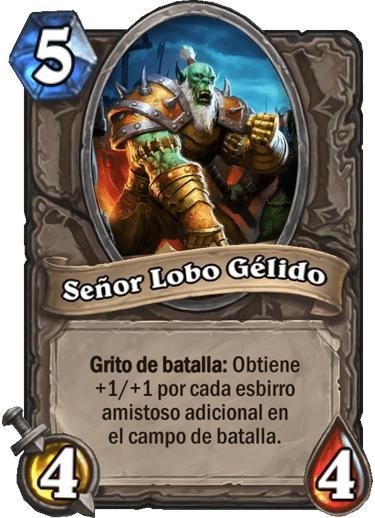 5
Señor Lobo Gélido
Grito de batalla: Obtiene
+1/+1 por cada esbirro
amistoso adicional en
el campo de batalla.
4
4